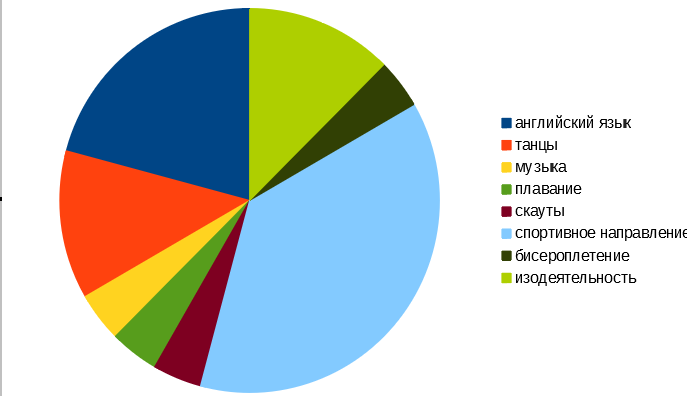 английский язык
танцы
музыка
плавание
скауты
спортивное направление
бисероплетение
изодеятельность